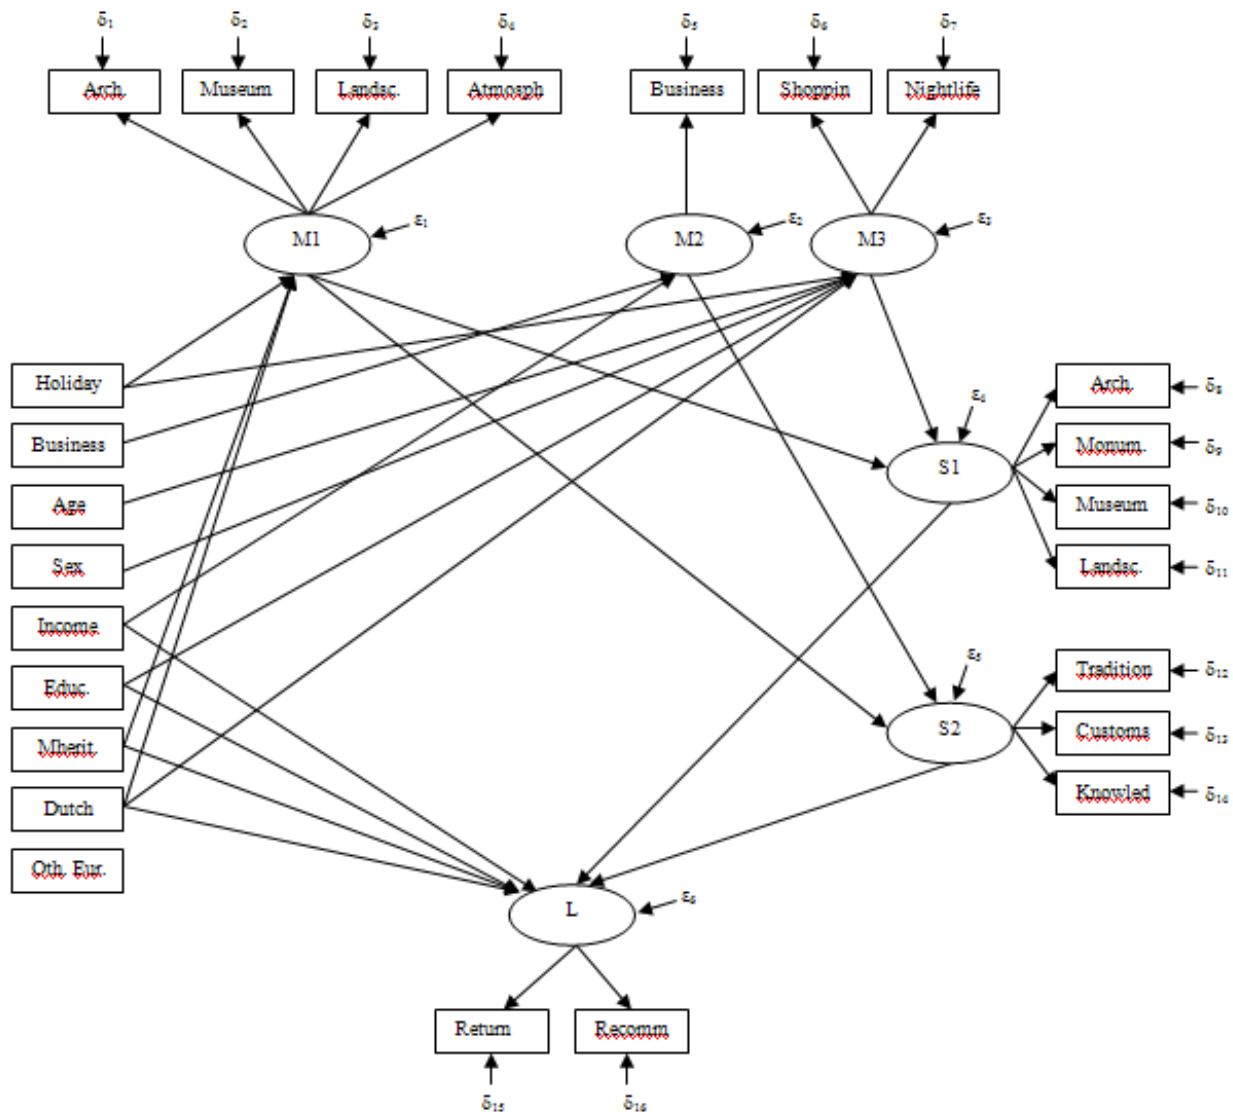 δ₁ δ₂ δ₃ δ₄ δ₅ δ₆ δ₇
Arch. Museum Landsc. Atmosph Business Shoppin Nightlife
M1 ε₁ M2 ε₂ M3 ε₃
Holiday
Business
Age
Sex
Income
Educ.
Mherit.
Dutch
Oth. Eur.
ε₄
S1
Arch. δ₈
Monum. δ₉
Museum δ₁₀
Landsc. δ₁₁
ε₅
S2
Tradition δ₁₂
Customs δ₁₃
Knowled δ₁₄
L ε₆
Return Recomm
δ₁₅ δ₁₆